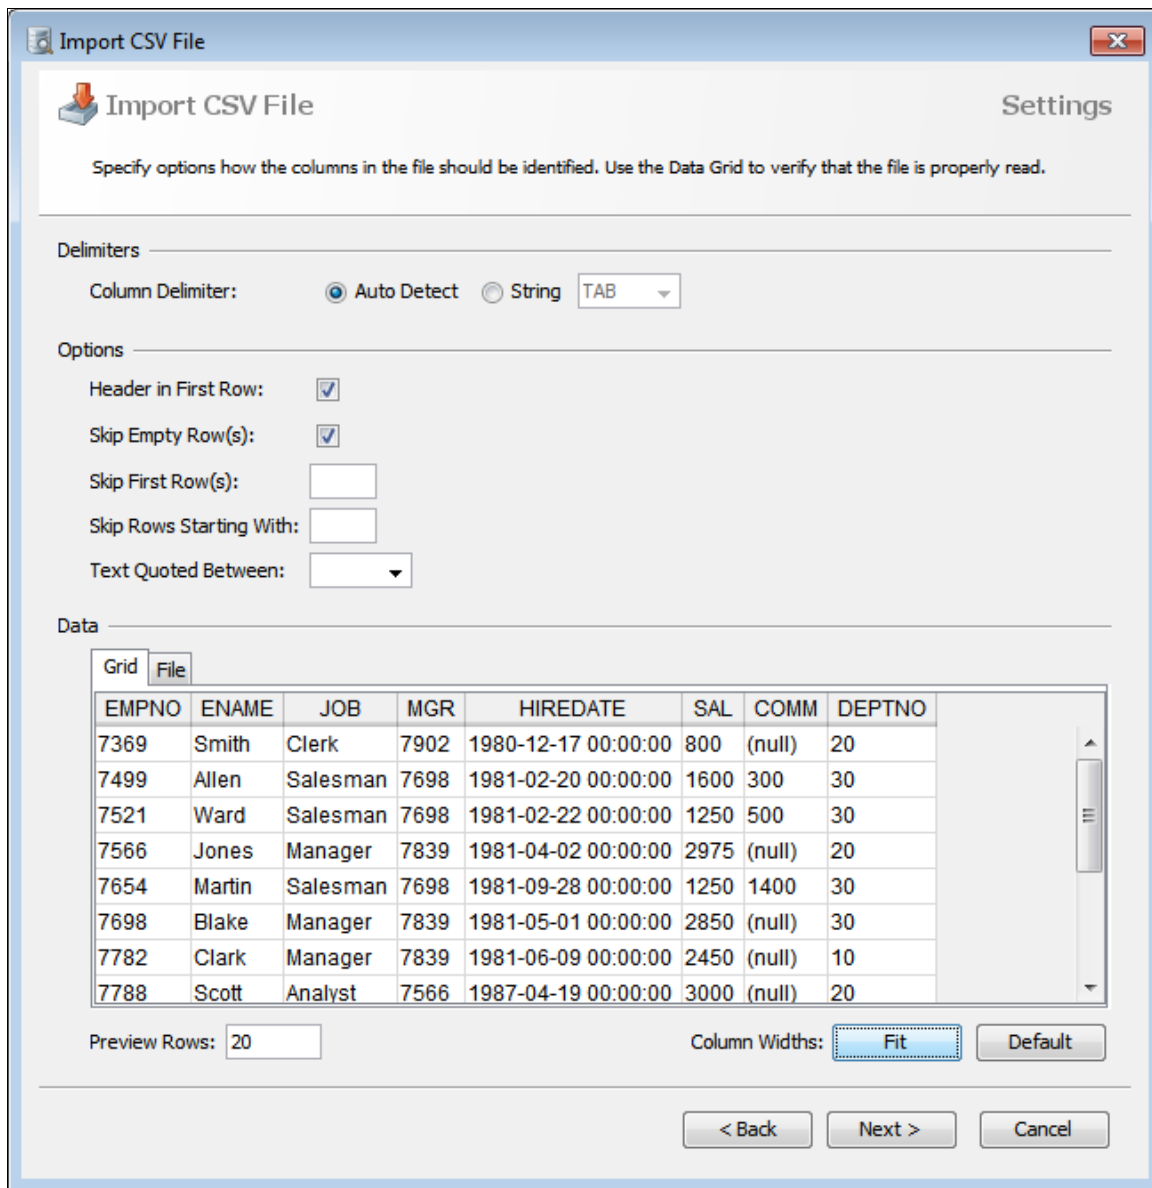 Import CSV File
Import CSV File Settings
Specify options how the columns in the file should be identified. Use the Data Grid to verify that the file is properly read.
Delimiters
Column Delimiter: Auto Detect String TAB
Options
Header in First Row:
Skip Empty Row(s):
Skip First Row(s):
Skip Rows Starting With:
Text Quoted Between:
Data
Grid File
EMPNO ENAME JOB MGR HIREDATE SAL COMM DEPTNO
7369 Smith Clerk 7902 1980-12-17 00:00:00 800 (null) 20
7499 Allen Salesman 7698 1981-02-20 00:00:00 1600 300 30
7521 Ward Salesman 7698 1981-02-22 00:00:00 1250 500 30
7566 Jones Manager 7839 1981-04-02 00:00:00 2975 (null) 20
7654 Martin Salesman 7698 1981-09-28 00:00:00 1250 1400 30
7698 Blake Manager 7839 1981-05-01 00:00:00 2850 (null) 30
7782 Clark Manager 7839 1981-06-09 00:00:00 2450 (null) 10
7788 Scott Analyst 7566 1987-04-19 00:00:00 3000 (null) 20
Preview Rows: 20 Column Widths: Fit Default
< Back Next > Cancel